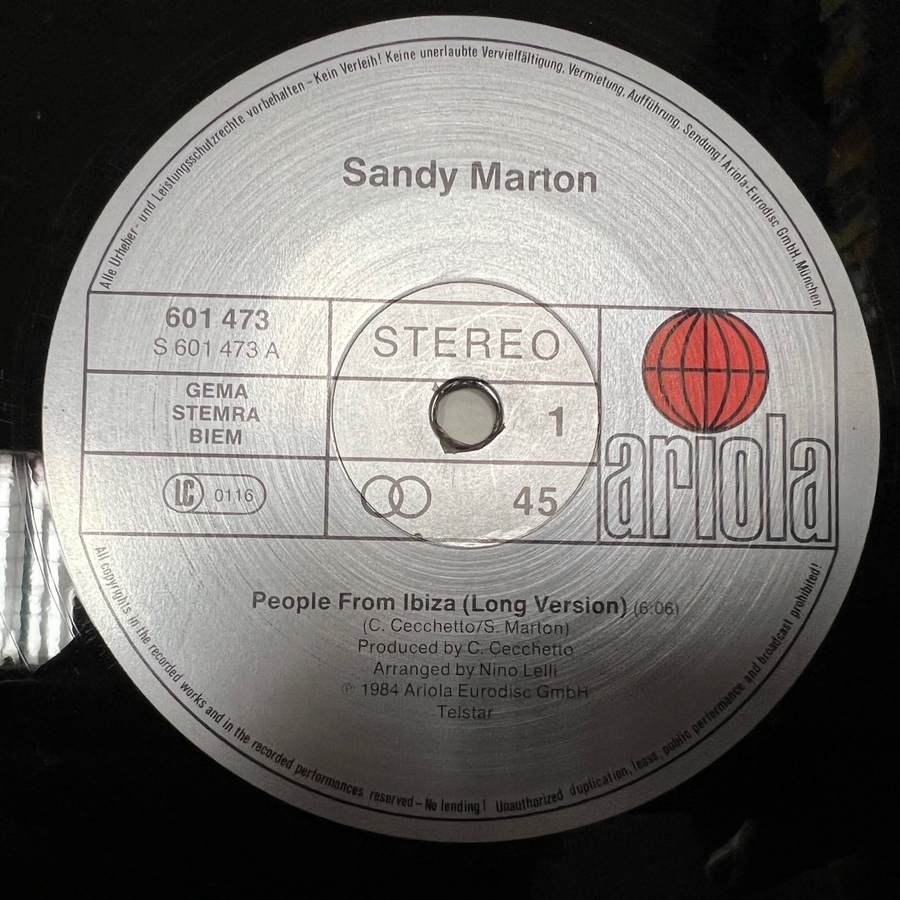 Alle Urheber- und Leistungsschutzrechte vorbehalten – Kein Verleih! Keine unerlaubte Vervielfältigung, Vermietung, Aufführung, Sendung! Ariola-Eurodisc GmbH, München.
Sandy Marton
601 473
S 601 473 A
GEMA
STEMRA
BIEM
LC 0116
STEREO
1
45
ariola
People From Ibiza (Long Version) (6:06)
(C. Cecchetto/S. Marton)
Produced by C. Cecchetto
Arranged by Nino Lelli
℗ 1984 Ariola Eurodisc GmbH
Telstar
All copyrights in the recorded works and in the recorded performances reserved – No lending! Unauthorized duplication, lease, public performance and broadcast prohibited!